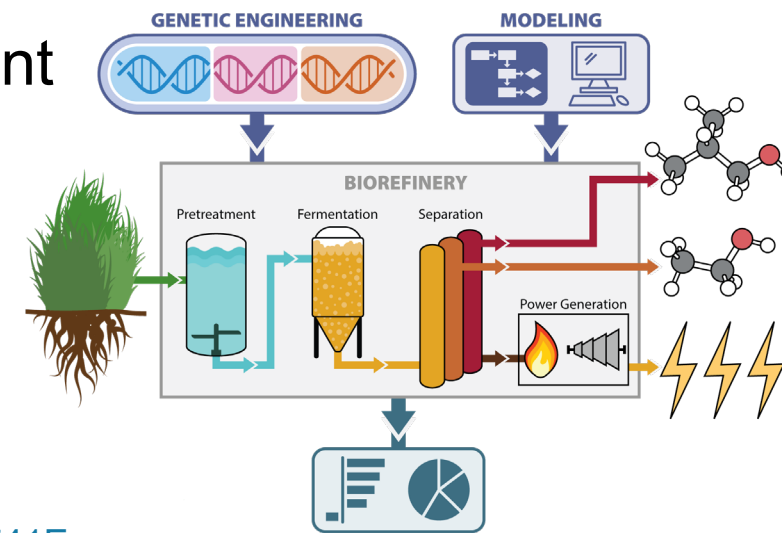 nt
GENETIC ENGINEERING
MODELING
BIOREFINERY
Pretreatment
Fermentation
Separation
Power Generation